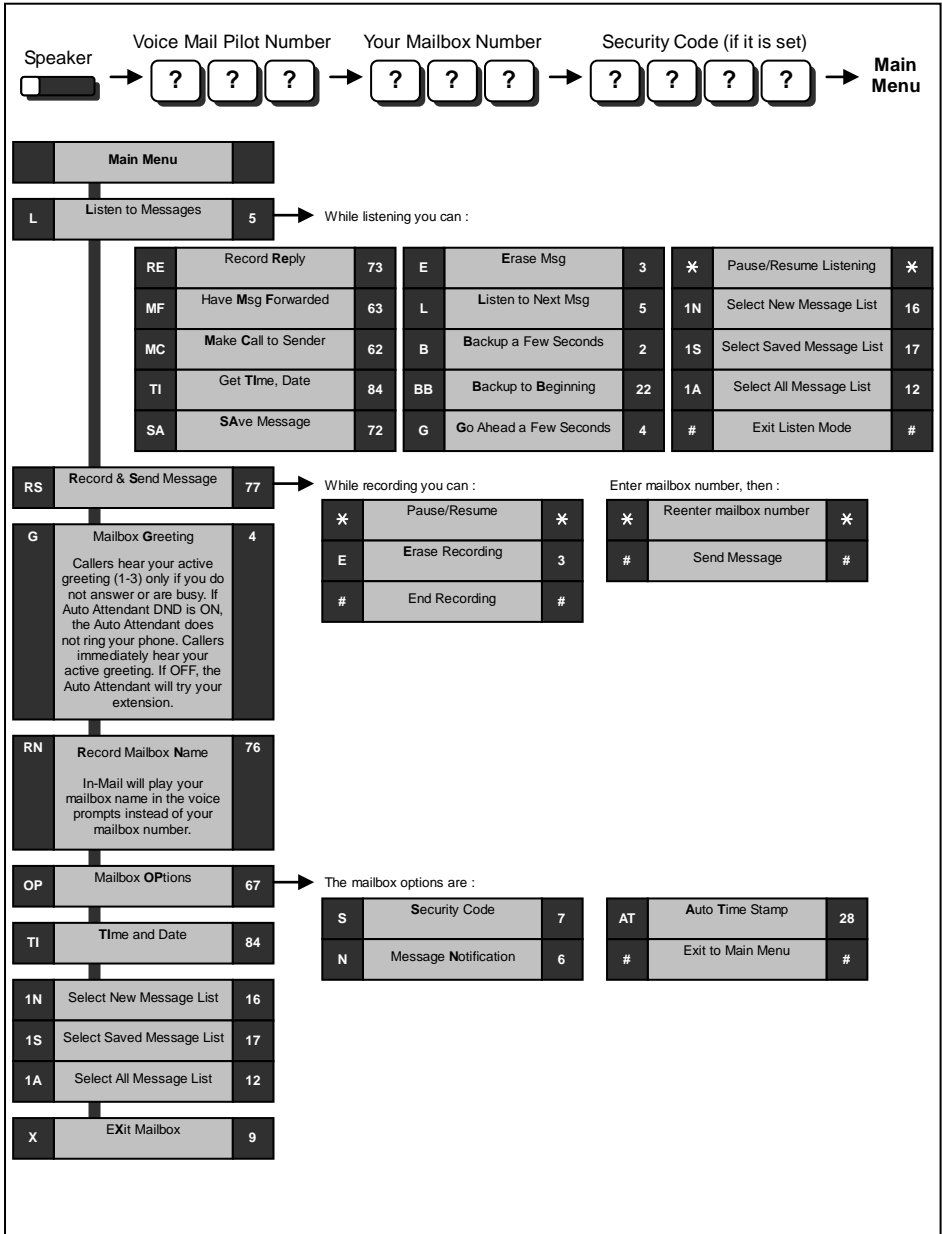 Speaker
Voice Mail Pilot Number
Your Mailbox Number
Security Code (if it is set)
? ? ?
? ? ?
? ? ? ?
Main
Menu
Main Menu
L Listen to Messages 5
While listening you can :
RE Record Reply 73
MF Have Msg Forwarded 63
MC Make Call to Sender 62
TI Get TIme, Date 84
SA SAve Message 72
E Erase Msg 3
L Listen to Next Msg 5
B Backup a Few Seconds 2
BB Backup to Beginning 22
G Go Ahead a Few Seconds 4
* Pause/Resume Listening *
1N Select New Message List 16
1S Select Saved Message List 17
1A Select All Message List 12
# Exit Listen Mode #
RS Record & Send Message 77
While recording you can :
* Pause/Resume *
E Erase Recording 3
# End Recording #
Enter mailbox number, then :
* Reenter mailbox number *
# Send Message #
G Mailbox Greeting 4
Callers hear your active
greeting (1-3) only if you do
not answer or are busy. If
Auto Attendant DND is ON,
the Auto Attendant does
not ring your phone. Callers
immediately hear your
active greeting. If OFF, the
Auto Attendant will try your
extension.
RN Record Mailbox Name 76
In-Mail will play your
mailbox name in the voice
prompts instead of your
mailbox number.
OP Mailbox OPtions 67
The mailbox options are :
S Security Code 7
N Message Notification 6
AT Auto Time Stamp 28
# Exit to Main Menu #
TI TIme and Date 84
1N Select New Message List 16
1S Select Saved Message List 17
1A Select All Message List 12
X EXit Mailbox 9